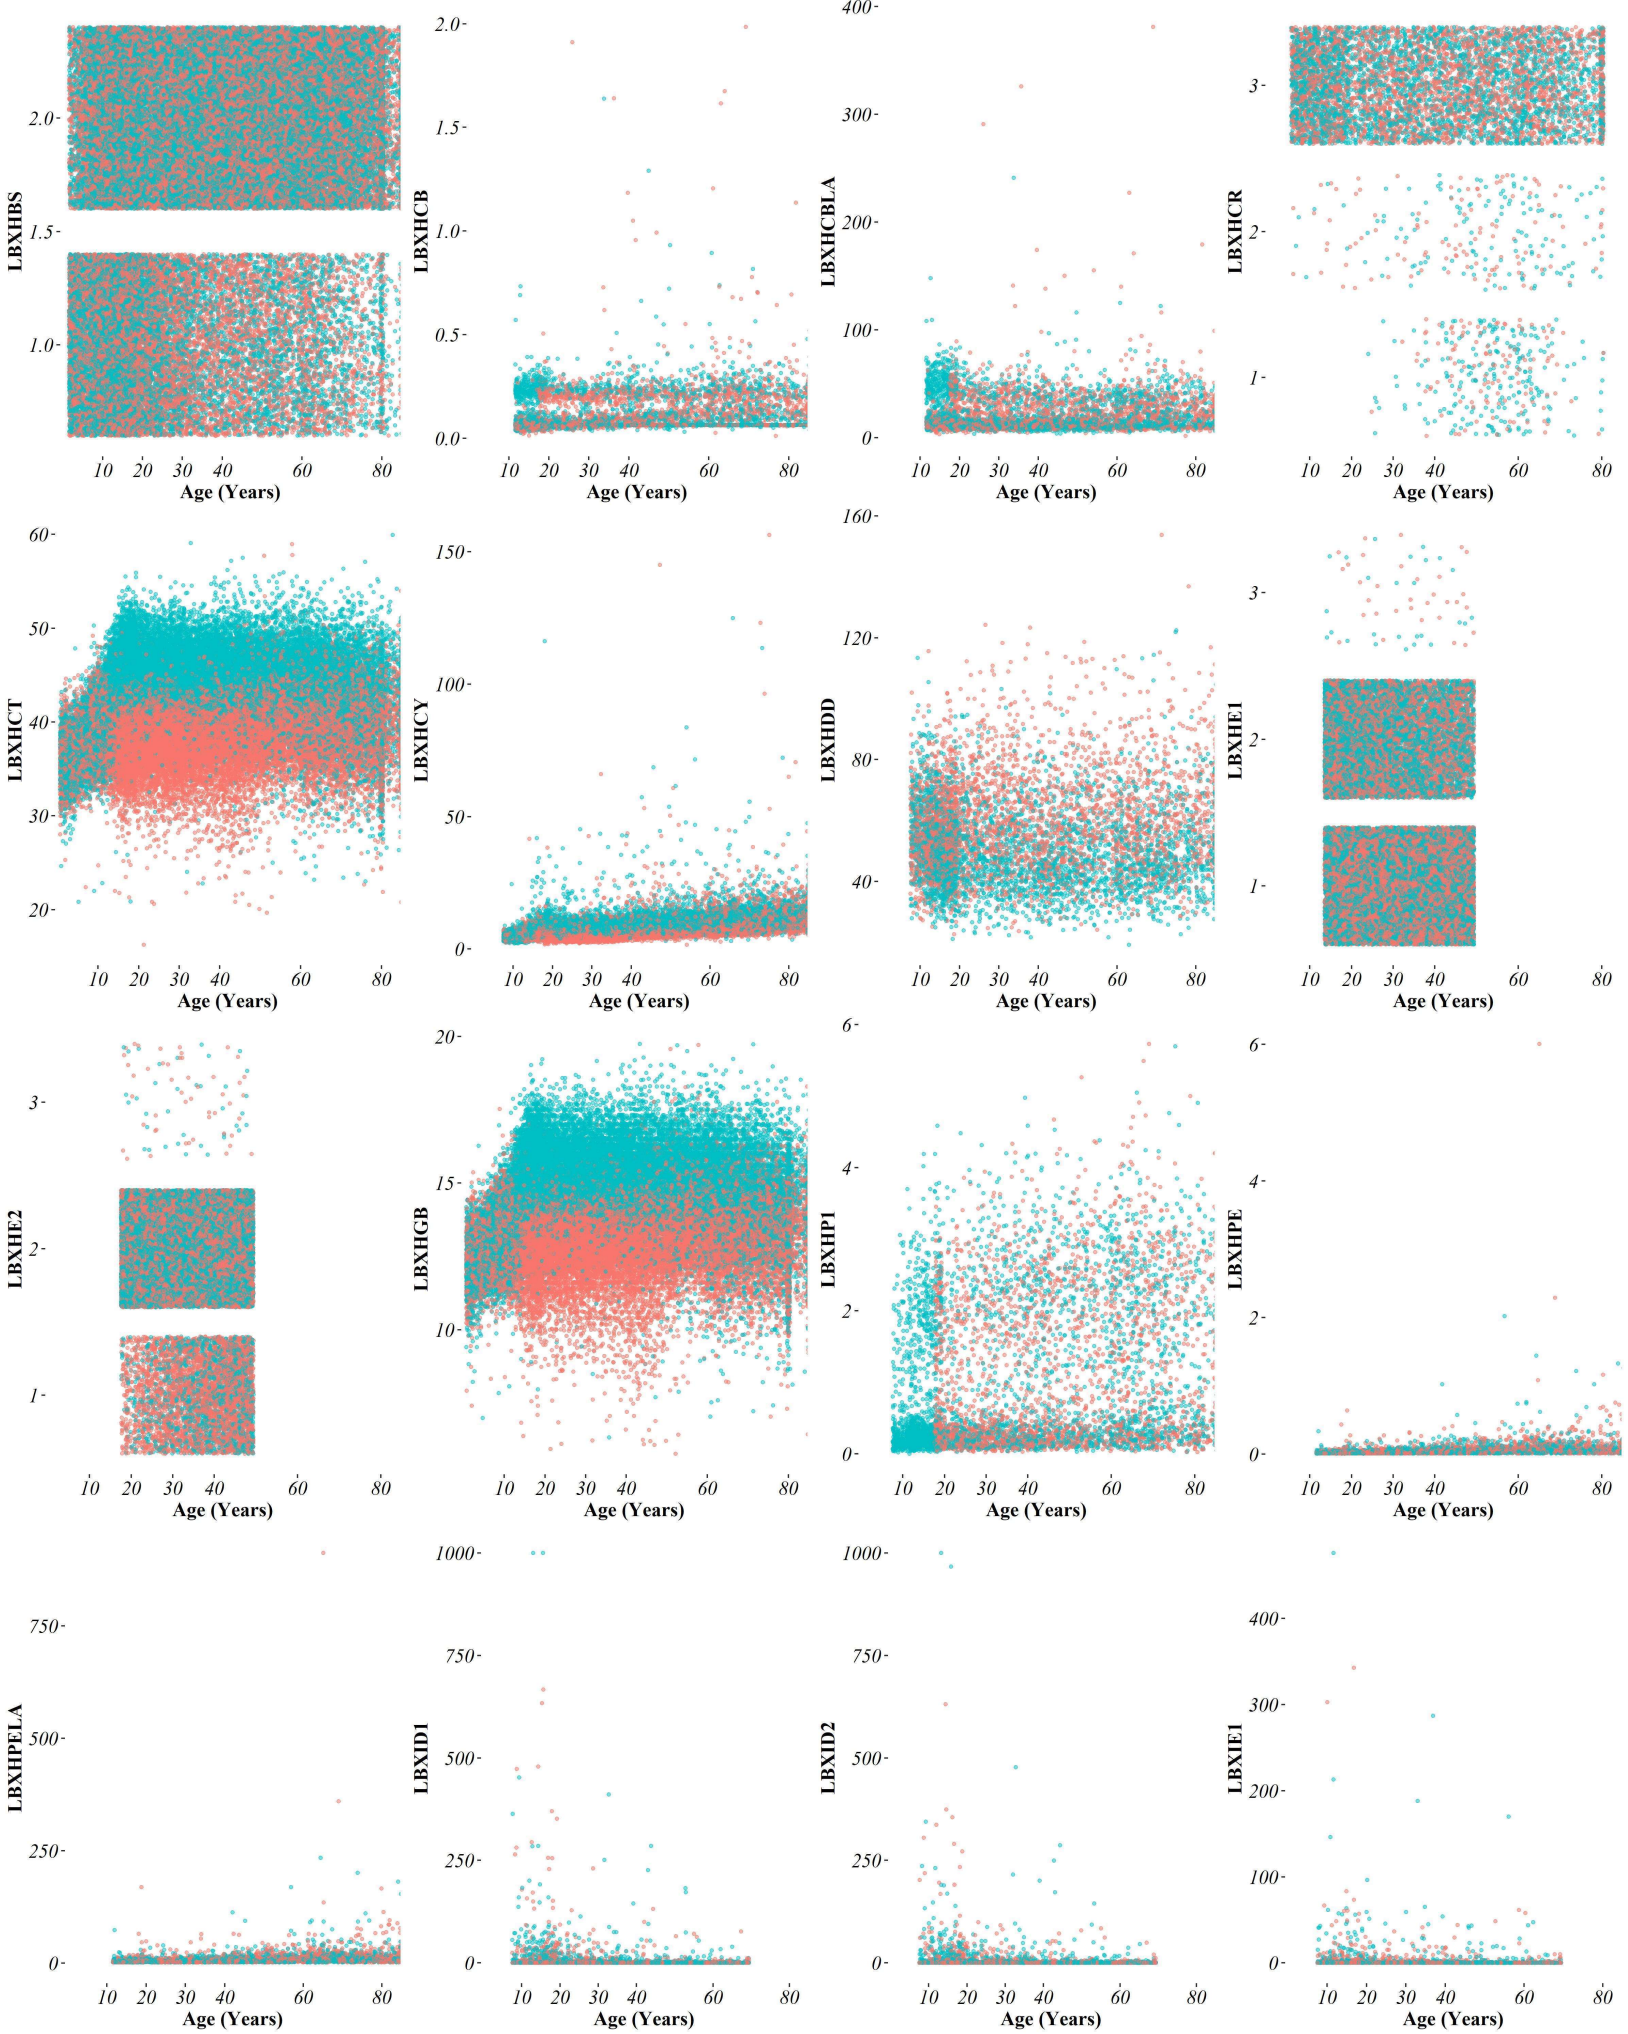 LBXHBS
2.0
1.5
1.0
10 20 30 40 60 80
Age (Years)
LBXHCB
2.0
1.5
1.0
0.5
0.0
10 20 30 40 60 80
Age (Years)
LBXHCBLA
400
300
200
100
0
10 20 30 40 60 80
Age (Years)
LBXHCR
3
2
1
10 20 30 40 60 80
Age (Years)
LBXHCT
60
50
40
30
20
10 20 30 40 60 80
Age (Years)
LBXHCY
150
100
50
0
10 20 30 40 60 80
Age (Years)
LBXHDD
160
120
80
40
10 20 30 40 60 80
Age (Years)
LBXHE1
3
2
1
10 20 30 40 60 80
Age (Years)
LBXHE2
3
2
1
10 20 30 40 60 80
Age (Years)
LBXHGB
20
15
10
10 20 30 40 60 80
Age (Years)
LBXHP1
6
4
2
0
10 20 30 40 60 80
Age (Years)
LBXHPE
6
4
2
0
10 20 30 40 60 80
Age (Years)
LBXHPELA
750
500
250
0
10 20 30 40 60 80
Age (Years)
LBXID1
1000
750
500
250
0
10 20 30 40 60 80
Age (Years)
LBXID2
1000
750
500
250
0
10 20 30 40 60 80
Age (Years)
LBXIE1
400
300
200
100
0
10 20 30 40 60 80
Age (Years)